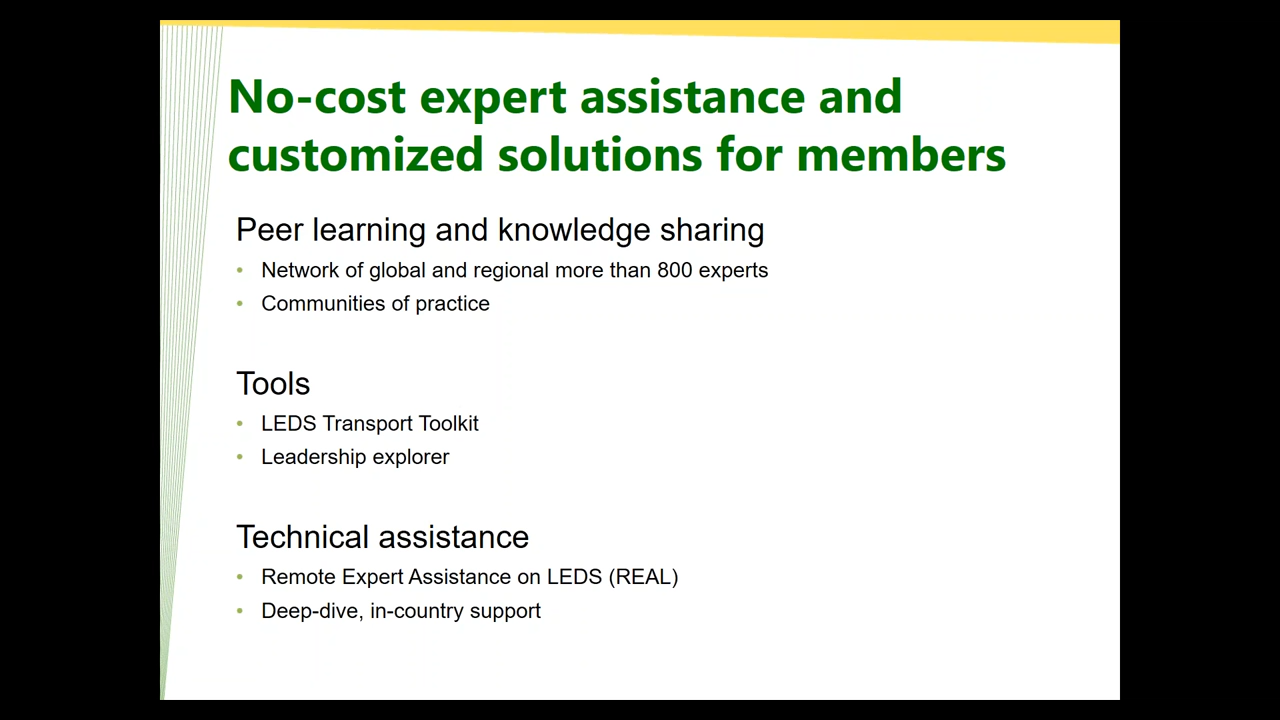 No-cost expert assistance and
customized solutions for members
Peer learning and knowledge sharing
• Network of global and regional more than 800 experts
• Communities of practice
Tools
• LEDS Transport Toolkit
• Leadership explorer
Technical assistance
• Remote Expert Assistance on LEDS (REAL)
• Deep-dive, in-country support